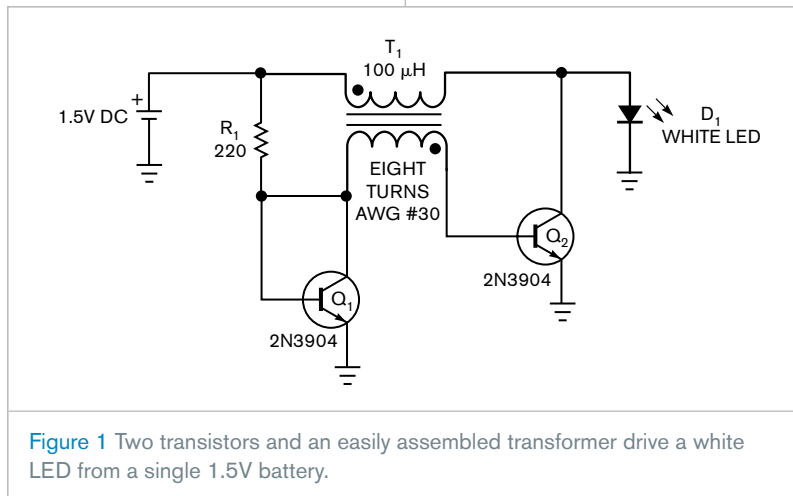 T1
100 µH
+
1.5V DC
R1
220
D1
WHITE LED
EIGHT
TURNS
AWG #30
Q2
2N3904
Q1
2N3904
Figure 1 Two transistors and an easily assembled transformer drive a white
LED from a single 1.5V battery.